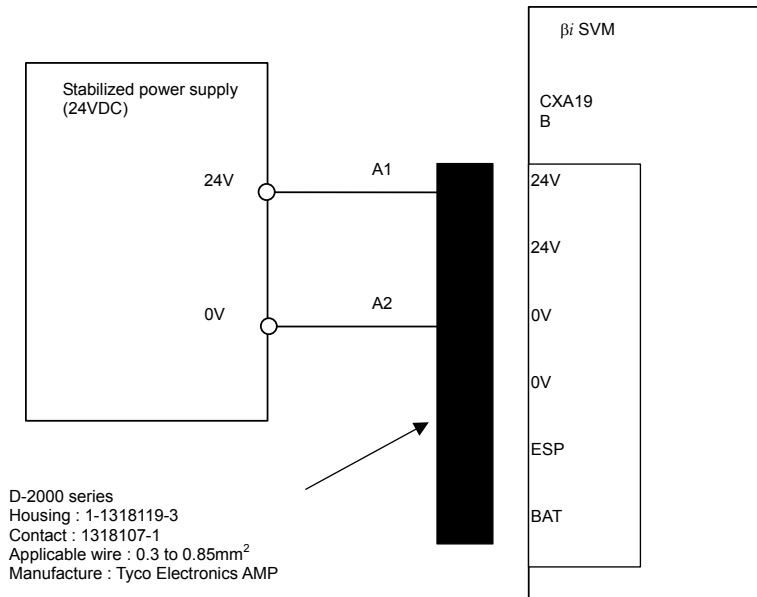 βi SVM
Stabilized power supply
(24VDC)
CXA19
B
24V
A1
24V
24V
0V
A2
0V
0V
ESP
BAT
D-2000 series
Housing : 1-1318119-3
Contact : 1318107-1
Applicable wire : 0.3 to 0.85mm²
Manufacture : Tyco Electronics AMP